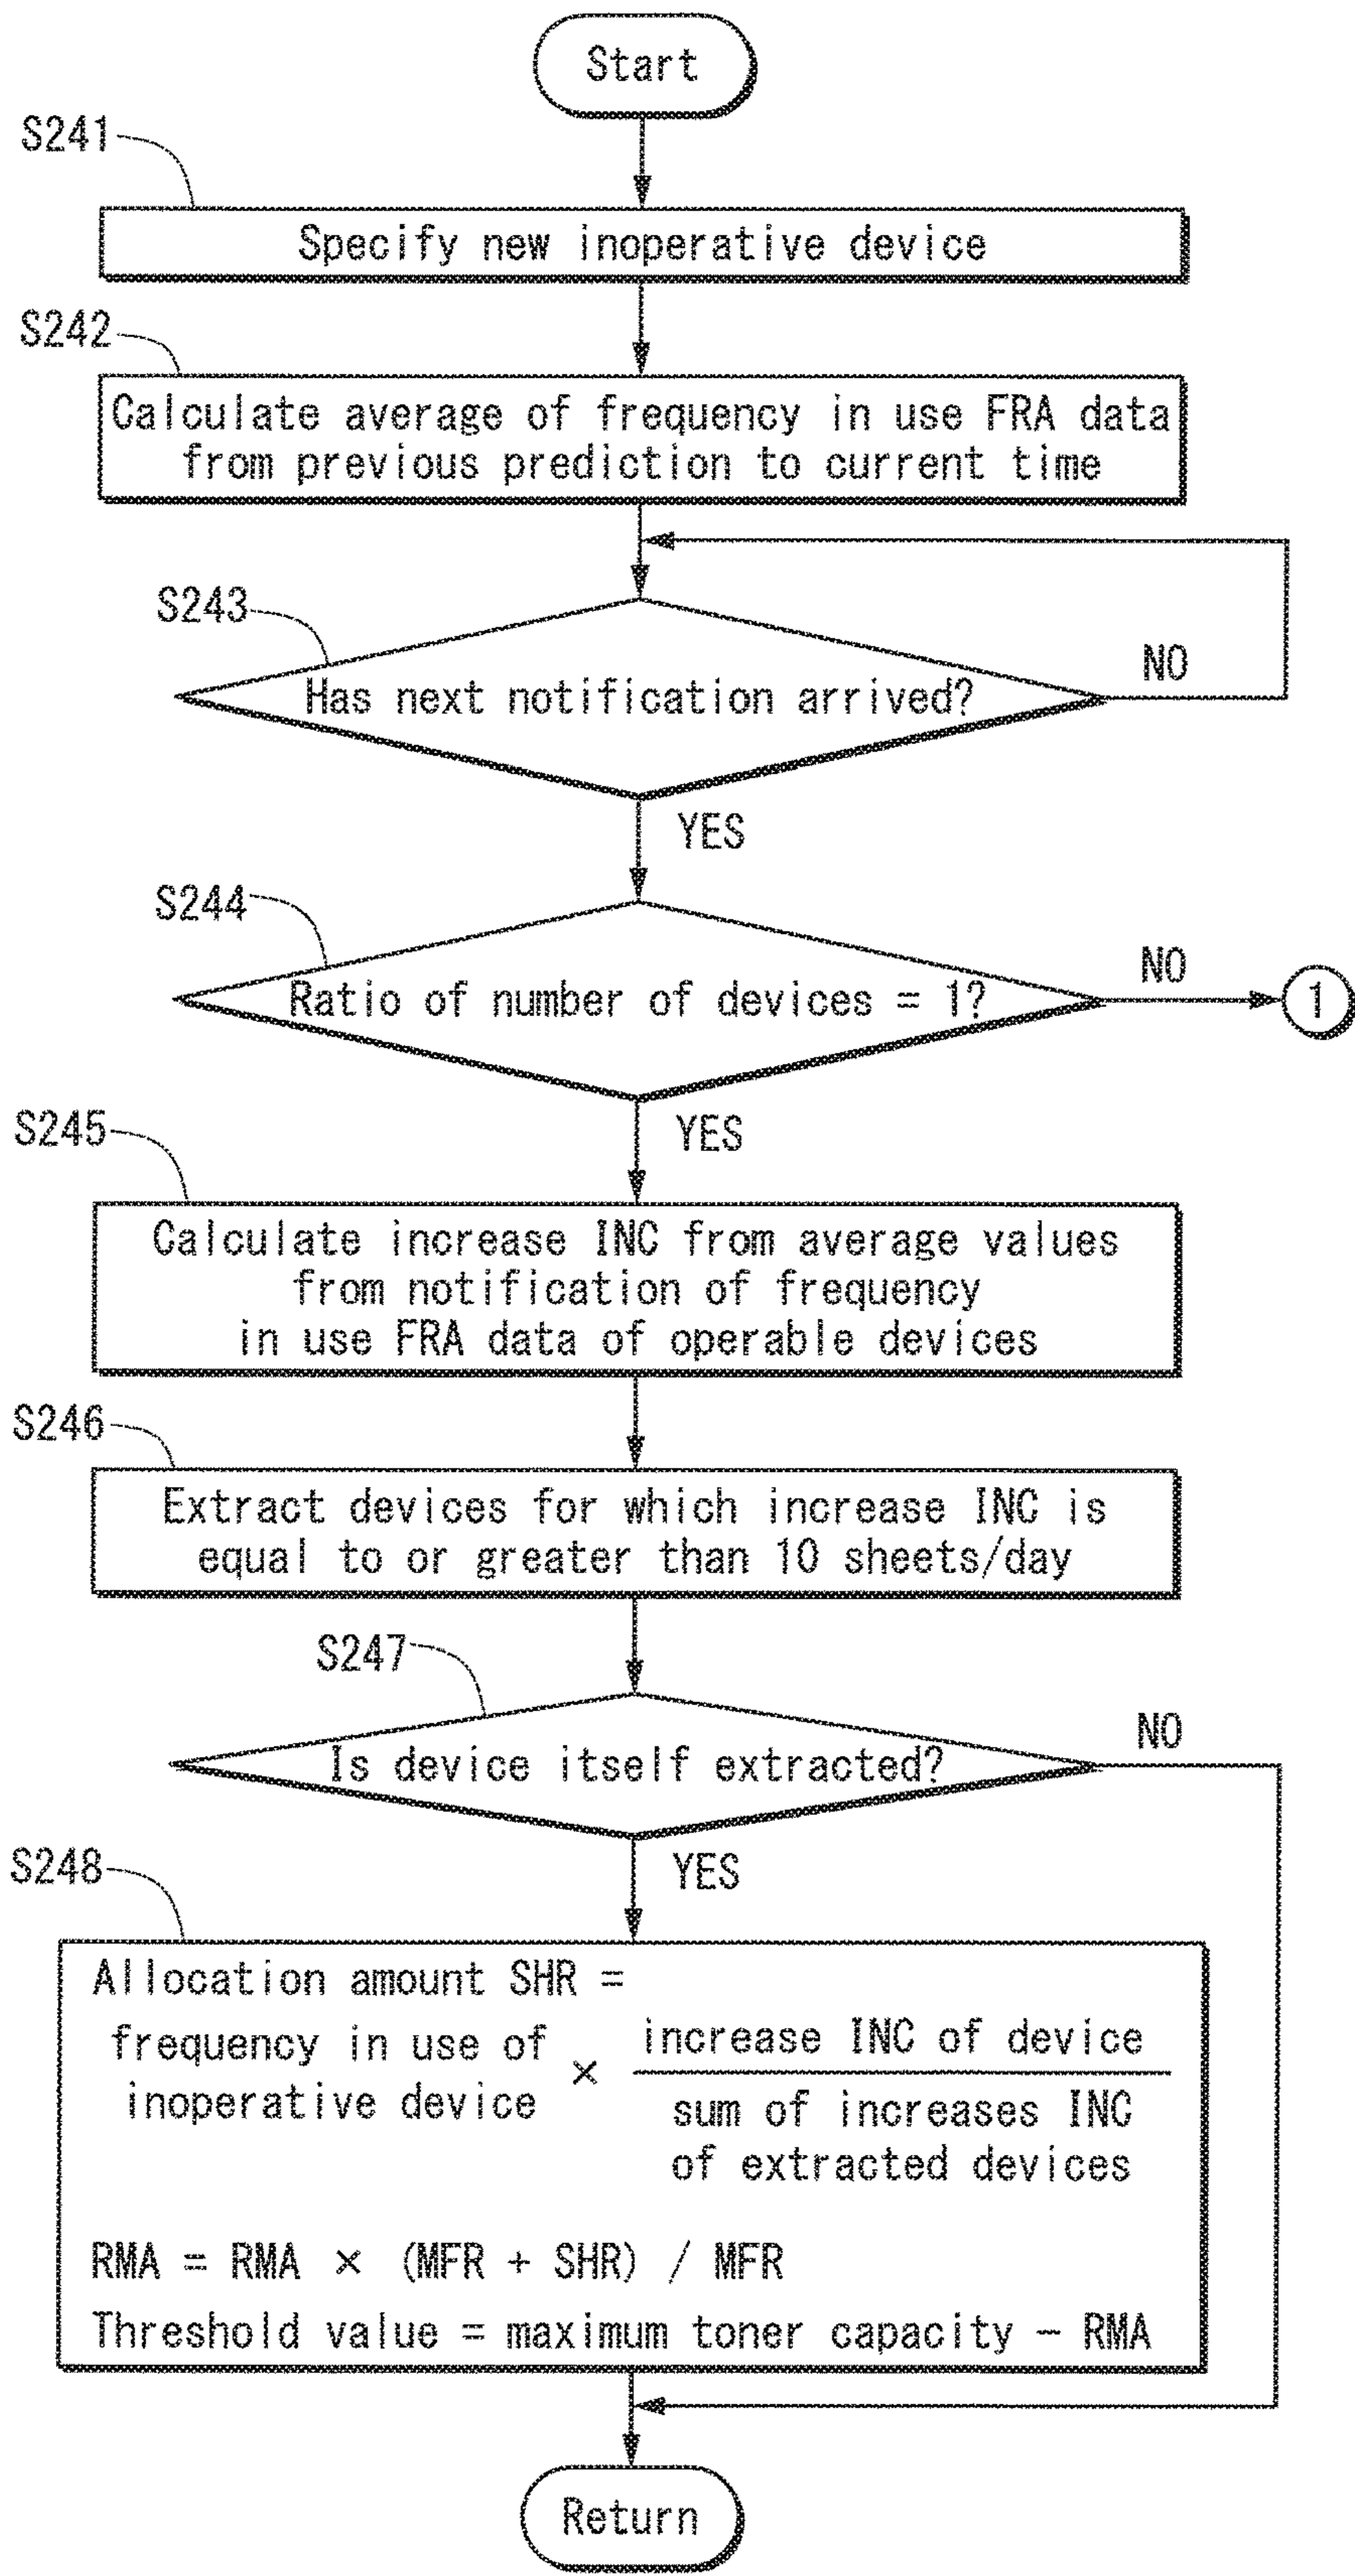 Start
S241
Specify new inoperative device
S242
Calculate average of frequency in use FRA data
from previous prediction to current time
S243
Has next notification arrived?
NO
YES
S244
Ratio of number of devices = 1?
NO
1
YES
S245
Calculate increase INC from average values
from notification of frequency
in use FRA data of operable devices
S246
Extract devices for which increase INC is
equal to or greater than 10 sheets/day
S247
Is device itself extracted?
NO
YES
S248
Allocation amount SHR =
frequency in use of
inoperative device
×
increase INC of device
sum of increases INC
of extracted devices
RMA = RMA × (MFR + SHR) / MFR
Threshold value = maximum toner capacity − RMA
Return